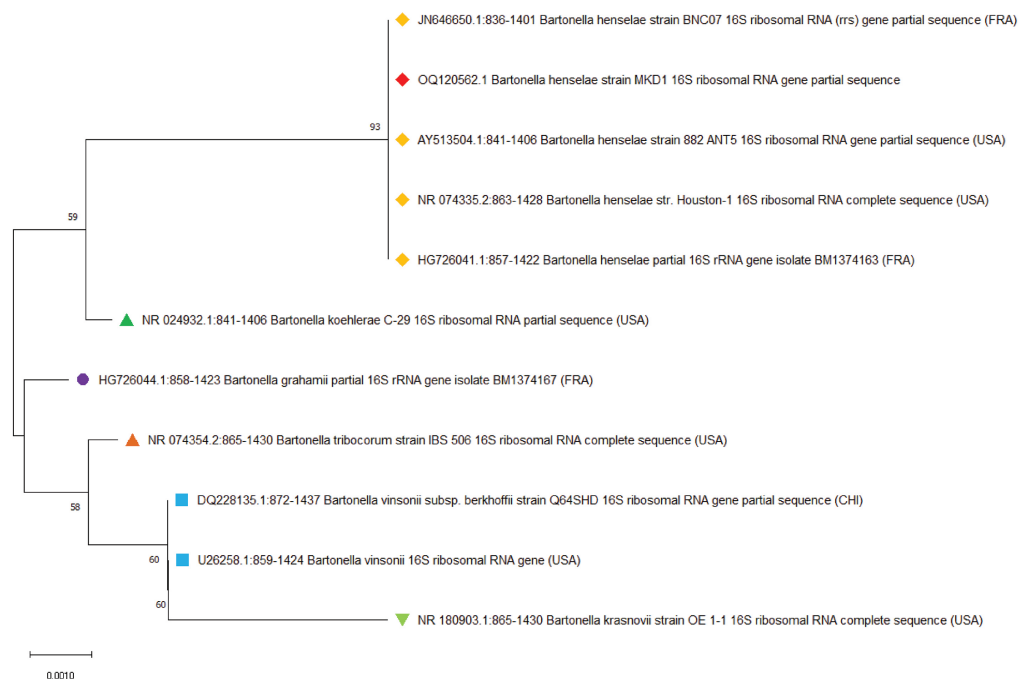 JN646650.1:836-1401 Bartonella henselae strain BNC07 16S ribosomal RNA (rrs) gene partial sequence (FRA)
OQ120562.1 Bartonella henselae strain MKD1 16S ribosomal RNA gene partial sequence
93
AY513504.1:841-1406 Bartonella henselae strain 882 ANT5 16S ribosomal RNA gene partial sequence (USA)
NR 074335.2:863-1428 Bartonella henselae str. Houston-1 16S ribosomal RNA complete sequence (USA)
59
HG726041.1:857-1422 Bartonella henselae partial 16S rRNA gene isolate BM1374163 (FRA)
NR 024932.1:841-1406 Bartonella koehlerae C-29 16S ribosomal RNA partial sequence (USA)
HG726044.1:858-1423 Bartonella grahamii partial 16S rRNA gene isolate BM1374167 (FRA)
NR 074354.2:865-1430 Bartonella tribocorum strain IBS 506 16S ribosomal RNA complete sequence (USA)
DQ228135.1:872-1437 Bartonella vinsonii subsp. berkhoffii strain Q64SHD 16S ribosomal RNA gene partial sequence (CHI)
58
60
U26258.1:859-1424 Bartonella vinsonii 16S ribosomal RNA gene (USA)
60
NR 180903.1:865-1430 Bartonella krasnovii strain OE 1-1 16S ribosomal RNA complete sequence (USA)
0.0010